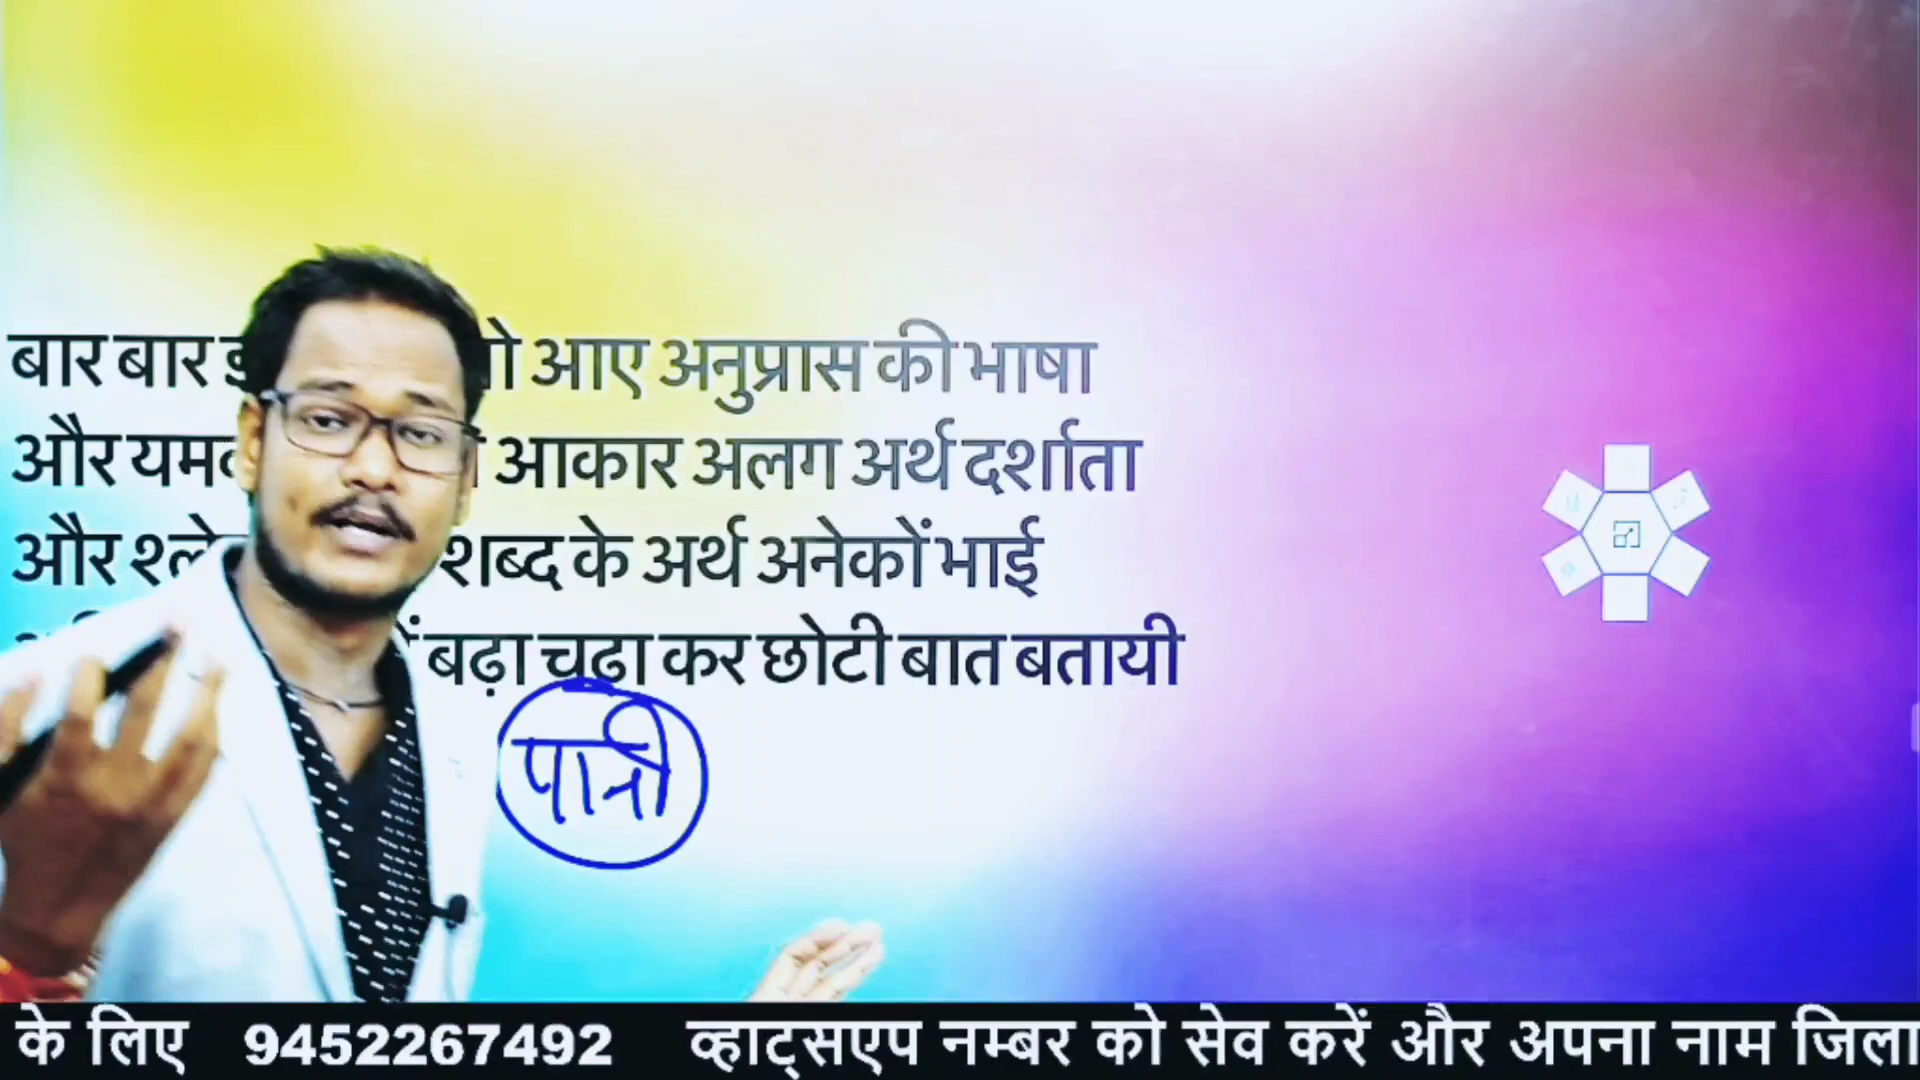 बार बार आए अनुप्रास की भाषा
और आकार अलग अर्थ दर्शाता
और शब्द के अर्थ अनेकों भाई
बढ़ा चढ़ा कर छोटी बात बतायी
पानी
के लिए 9452267492 व्हाट्सएप नम्बर को सेव करें और अपना नाम जिला